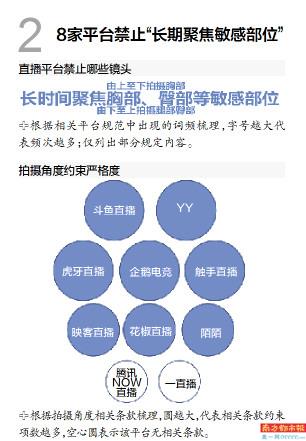 2
8家平台禁止“长期聚焦敏感部位”
直播平台禁止哪些镜头
由上至下拍摄胸部
长时间聚焦胸部、臀部等敏感部位
由下至上拍摄腿部臀部
根据相关平台规范中出现的词频梳理,字号越大代
表频次越多;仅列出部分规定内容。
拍摄角度约束严格度
斗鱼直播
YY
虎牙直播
企鹅电竞
触手直播
映客直播
花椒直播
陌陌
腾讯
NOW
直播
一直播
根据拍摄角度相关条款梳理,圆越大,代表相关条款约束
项数越多,空心圆表示该平台无相关条款。
南方都市报